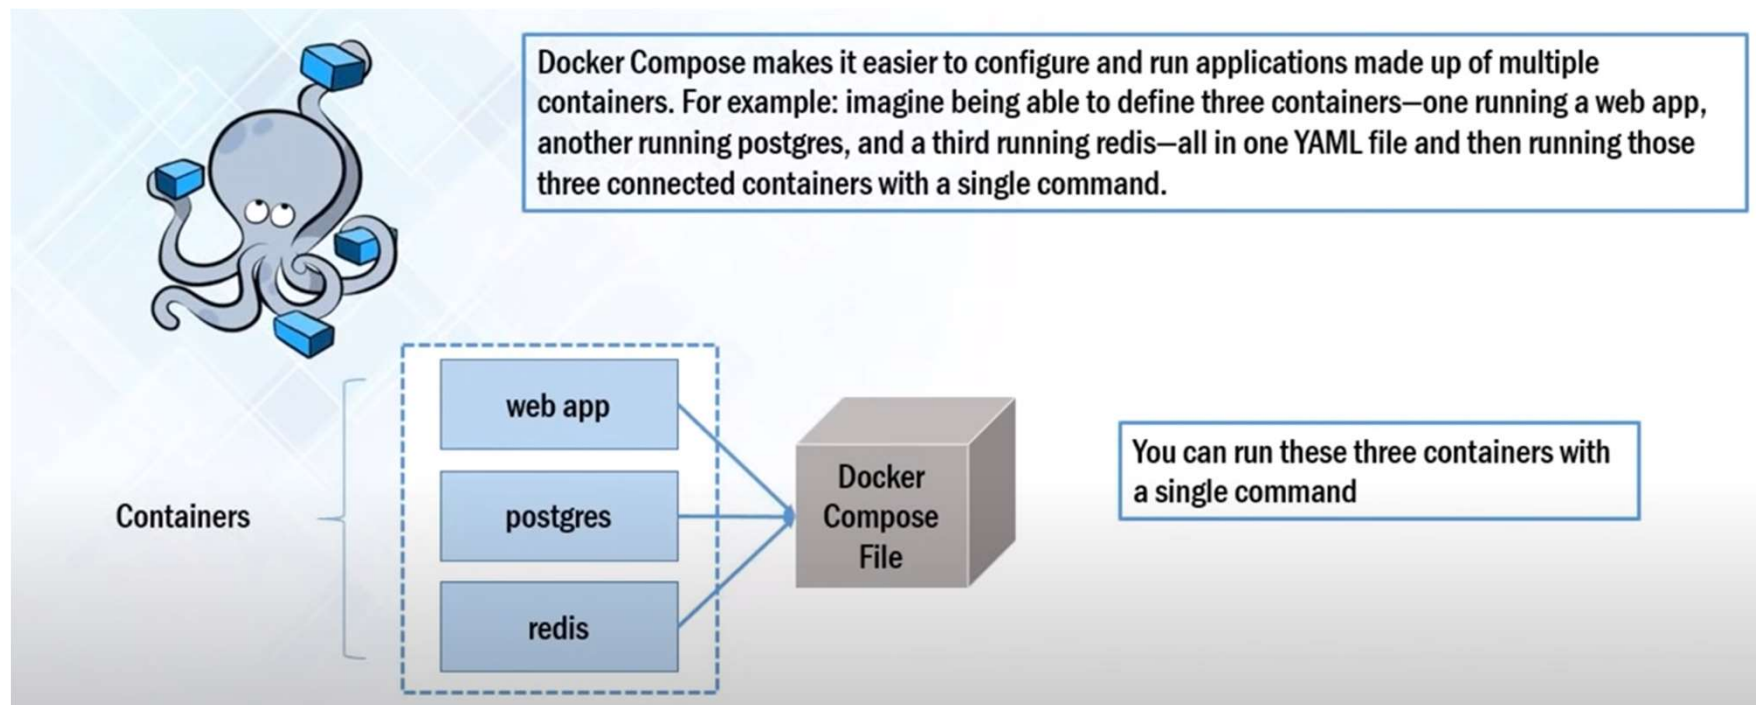 Docker Compose makes it easier to configure and run applications made up of multiple
containers. For example: imagine being able to define three containers—one running a web app,
another running postgres, and a third running redis—all in one YAML file and then running those
three connected containers with a single command.
web app
Containers
postgres
redis
Docker
Compose
File
You can run these three containers with
a single command